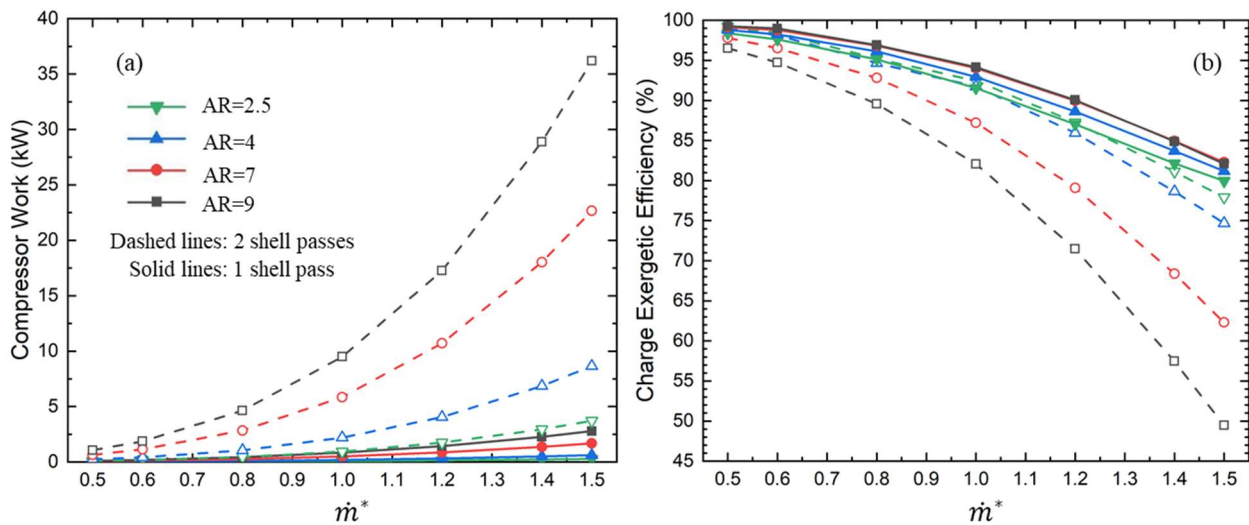 (a)
Compressor Work (kW)
40
35
30
25
20
15
10
5
0
AR=2.5
AR=4
AR=7
AR=9
Dashed lines: 2 shell passes
Solid lines: 1 shell pass
0.5 0.6 0.7 0.8 0.9 1.0 1.1 1.2 1.3 1.4 1.5
ṁ*
(b)
Charge Exergetic Efficiency (%)
100
95
90
85
80
75
70
65
60
55
50
45
0.5 0.6 0.7 0.8 0.9 1.0 1.1 1.2 1.3 1.4 1.5
ṁ*